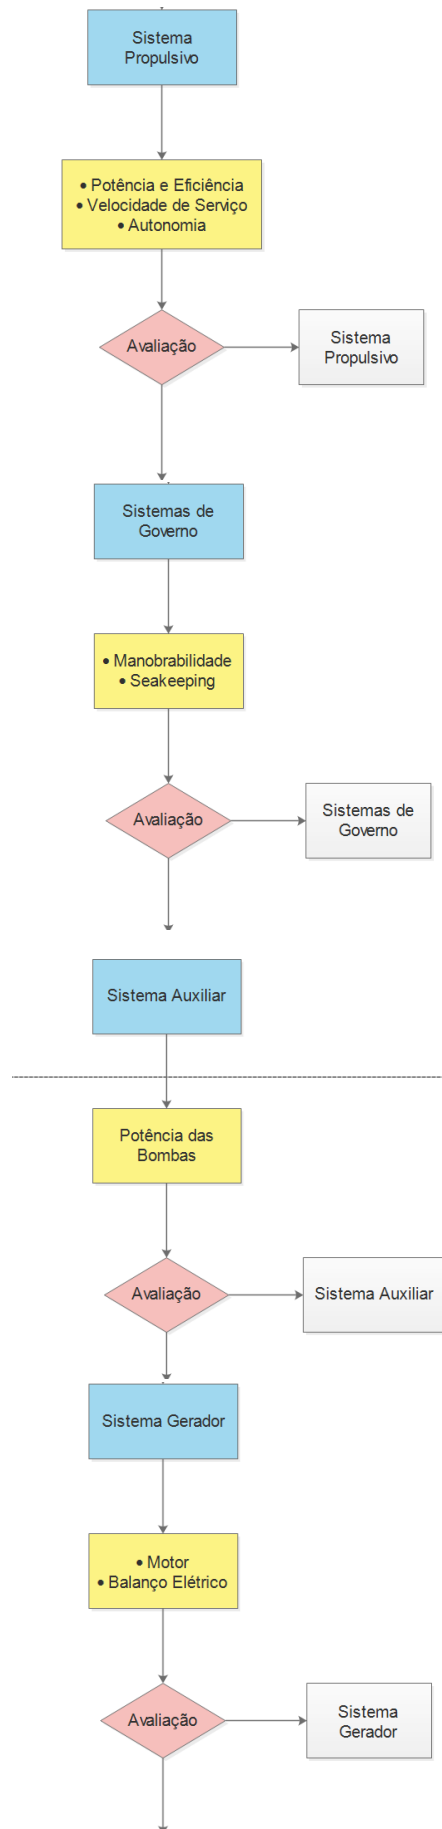 Sistema
Propulsivo
• Potência e Eficiência
• Velocidade de Serviço
• Autonomia
Avaliação
Sistema
Propulsivo
Sistemas de
Governo
• Manobrabilidade
• Seakeeping
Avaliação
Sistemas de
Governo
Sistema Auxiliar
Potência das
Bombas
Avaliação
Sistema Auxiliar
Sistema Gerador
• Motor
• Balanço Elétrico
Avaliação
Sistema
Gerador